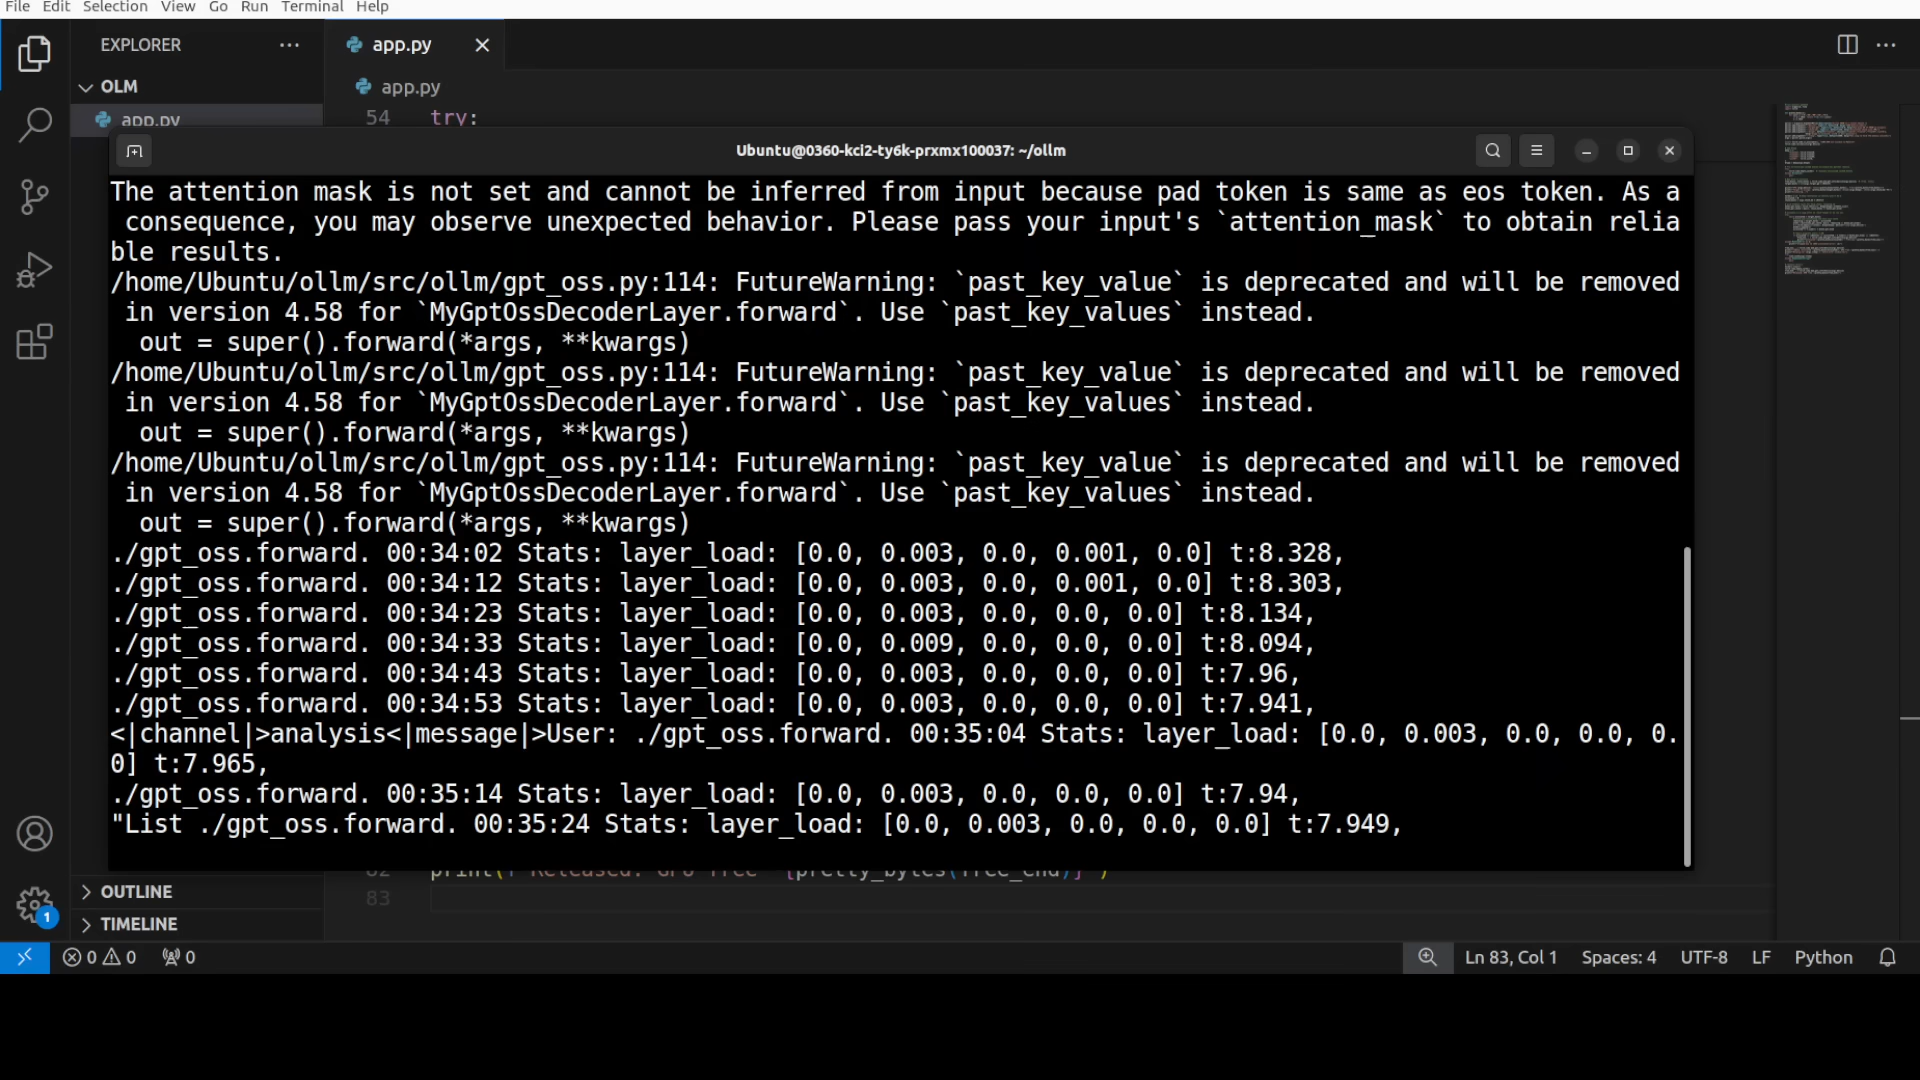 File Edit Selection View Go Run Terminal Help
EXPLORER
app.py
OLM
app.py
app.py
54 try:
Ubuntu@0360-kci2-ty6k-prxmx100037: ~/ollm
The attention mask is not set and cannot be inferred from input because pad token is same as eos token. As a
consequence, you may observe unexpected behavior. Please pass your input's `attention_mask` to obtain relia
ble results.
/home/Ubuntu/ollm/src/ollm/gpt_oss.py:114: FutureWarning: `past_key_value` is deprecated and will be removed
in version 4.58 for `MyGptOssDecoderLayer.forward`. Use `past_key_values` instead.
out = super().forward(*args, **kwargs)
/home/Ubuntu/ollm/src/ollm/gpt_oss.py:114: FutureWarning: `past_key_value` is deprecated and will be removed
in version 4.58 for `MyGptOssDecoderLayer.forward`. Use `past_key_values` instead.
out = super().forward(*args, **kwargs)
/home/Ubuntu/ollm/src/ollm/gpt_oss.py:114: FutureWarning: `past_key_value` is deprecated and will be removed
in version 4.58 for `MyGptOssDecoderLayer.forward`. Use `past_key_values` instead.
out = super().forward(*args, **kwargs)
./gpt_oss.forward. 00:34:02 Stats: layer_load: [0.0, 0.003, 0.0, 0.001, 0.0] t:8.328,
./gpt_oss.forward. 00:34:12 Stats: layer_load: [0.0, 0.003, 0.0, 0.001, 0.0] t:8.303,
./gpt_oss.forward. 00:34:23 Stats: layer_load: [0.0, 0.003, 0.0, 0.0, 0.0] t:8.134,
./gpt_oss.forward. 00:34:33 Stats: layer_load: [0.0, 0.009, 0.0, 0.0, 0.0] t:8.094,
./gpt_oss.forward. 00:34:43 Stats: layer_load: [0.0, 0.003, 0.0, 0.0, 0.0] t:7.96,
./gpt_oss.forward. 00:34:53 Stats: layer_load: [0.0, 0.003, 0.0, 0.0, 0.0] t:7.941,
<|channel|>analysis<|message|>User: ./gpt_oss.forward. 00:35:04 Stats: layer_load: [0.0, 0.003, 0.0, 0.0, 0.
0] t:7.965,
./gpt_oss.forward. 00:35:14 Stats: layer_load: [0.0, 0.003, 0.0, 0.0, 0.0] t:7.94,
"List ./gpt_oss.forward. 00:35:24 Stats: layer_load: [0.0, 0.003, 0.0, 0.0, 0.0] t:7.949,
83
OUTLINE
TIMELINE
1
0 0 0
Ln 83, Col 1 Spaces: 4 UTF-8 LF Python